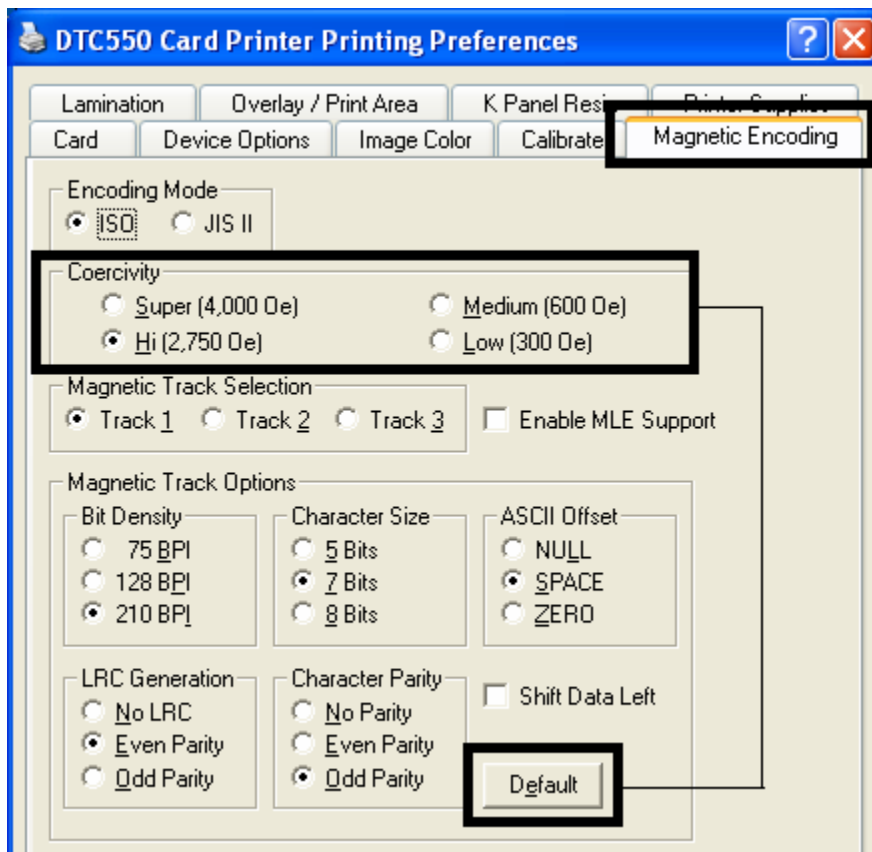 DTC550 Card Printer Printing Preferences
Lamination Overlay / Print Area K Panel Resin Printer Supplies
Card Device Options Image Color Calibrate Magnetic Encoding
Encoding Mode
ISO JIS II
Coercivity
Super (4,000 Oe) Medium (600 Oe)
Hi (2,750 Oe) Low (300 Oe)
Magnetic Track Selection
Track 1 Track 2 Track 3 Enable MLE Support
Magnetic Track Options
Bit Density Character Size ASCII Offset
75 BPI 5 Bits NULL
128 BPI 7 Bits SPACE
210 BPI 8 Bits ZERO
LRC Generation Character Parity
No LRC No Parity Shift Data Left
Even Parity Even Parity
Odd Parity Odd Parity Default